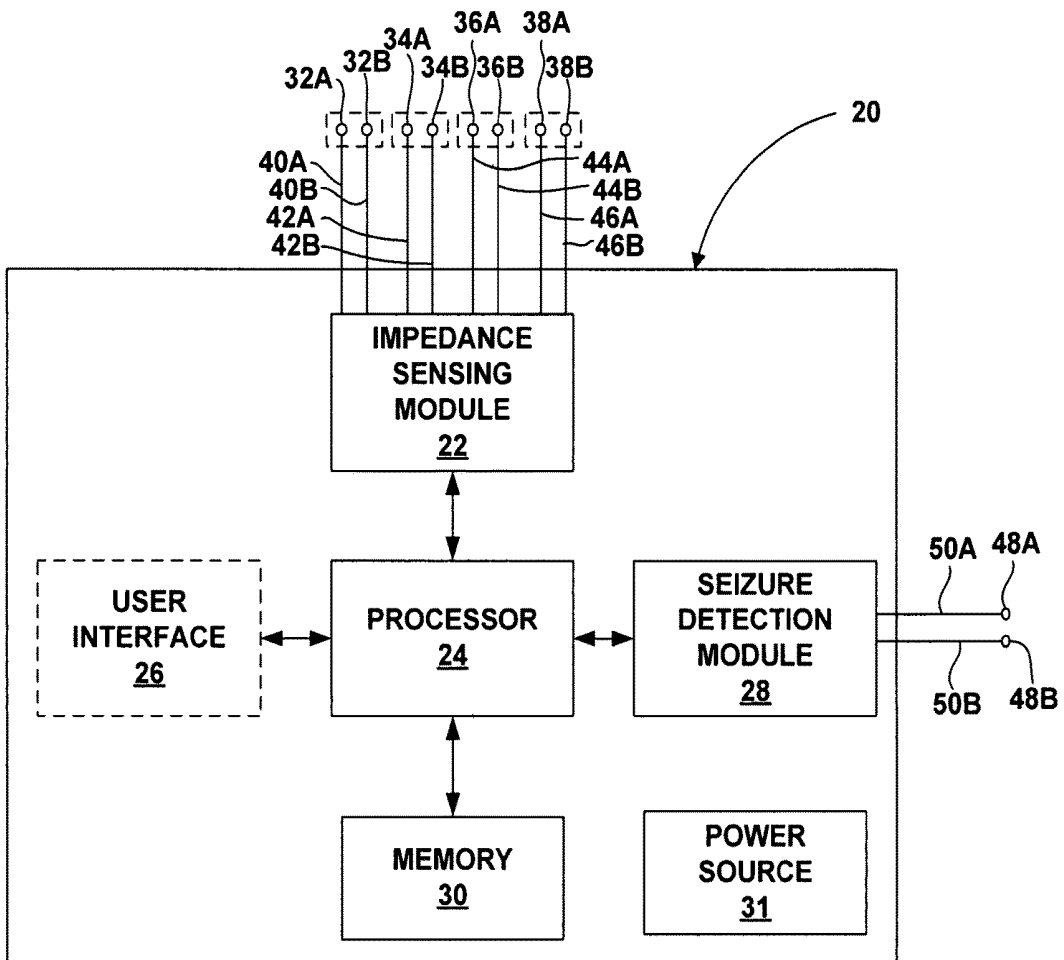 36A 38A
34A
32B 34B 36B 38B
32A
20
40A 44A
40B 44B
42A 46A
42B 46B
IMPEDANCE
SENSING
MODULE
22
USER
INTERFACE
26
PROCESSOR
24
SEIZURE
DETECTION
MODULE
28
50A 48A
50B 48B
MEMORY
30
POWER
SOURCE
31